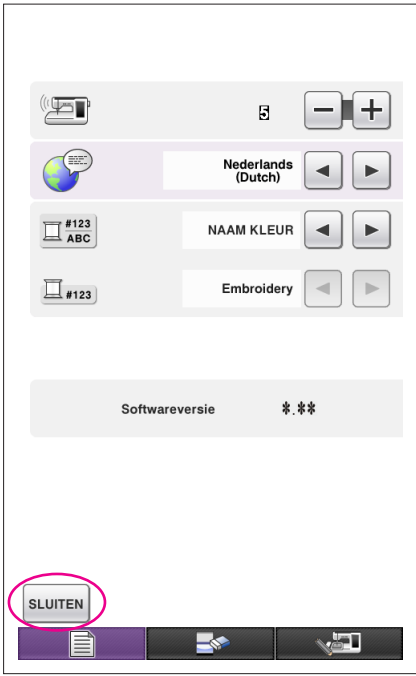 5
Nederlands
(Dutch)
#123
ABC
NAAM KLEUR
#123
Embroidery
Softwareversie *.**
SLUITEN